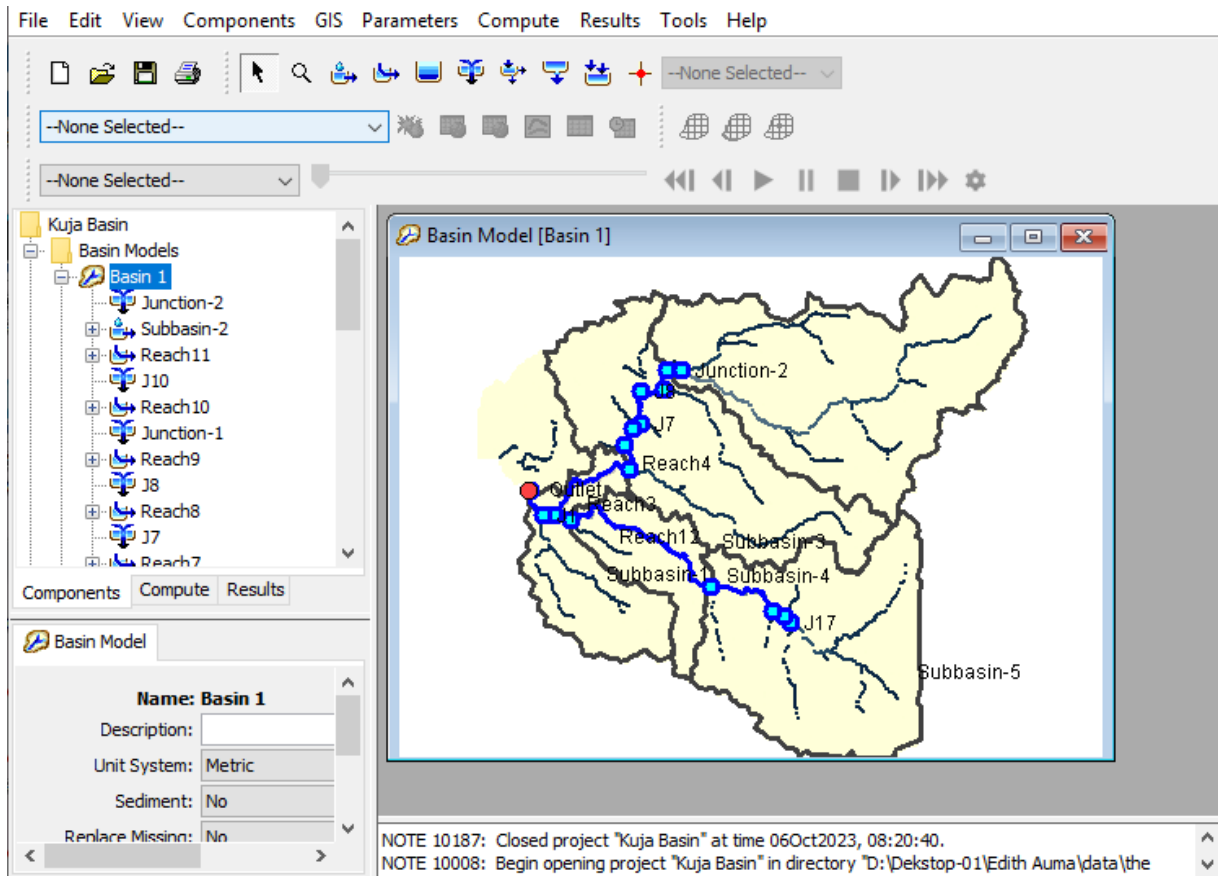 File Edit View Components GIS Parameters Compute Results Tools Help
--None Selected--
--None Selected--
--None Selected--
Kuja Basin
Basin Models
Basin 1
Junction-2
Subbasin-2
Reach11
J10
Reach10
Junction-1
Reach9
J8
Reach8
J7
Reach7
Components Compute Results
Basin Model
Name: Basin 1
Description:
Unit System: Metric
Sediment: No
Replace Missing: No
Basin Model [Basin 1]
Junction-2
J7
Reach4
Outlet
Reach3
Reach12
Subbasin-3
Subbasin-1
Subbasin-4
J17
Subbasin-5
NOTE 10187: Closed project "Kuja Basin" at time 06Oct2023, 08:20:40.
NOTE 10008: Begin opening project "Kuja Basin" in directory "D:\Dekstop-01\Edith Auma\data\the